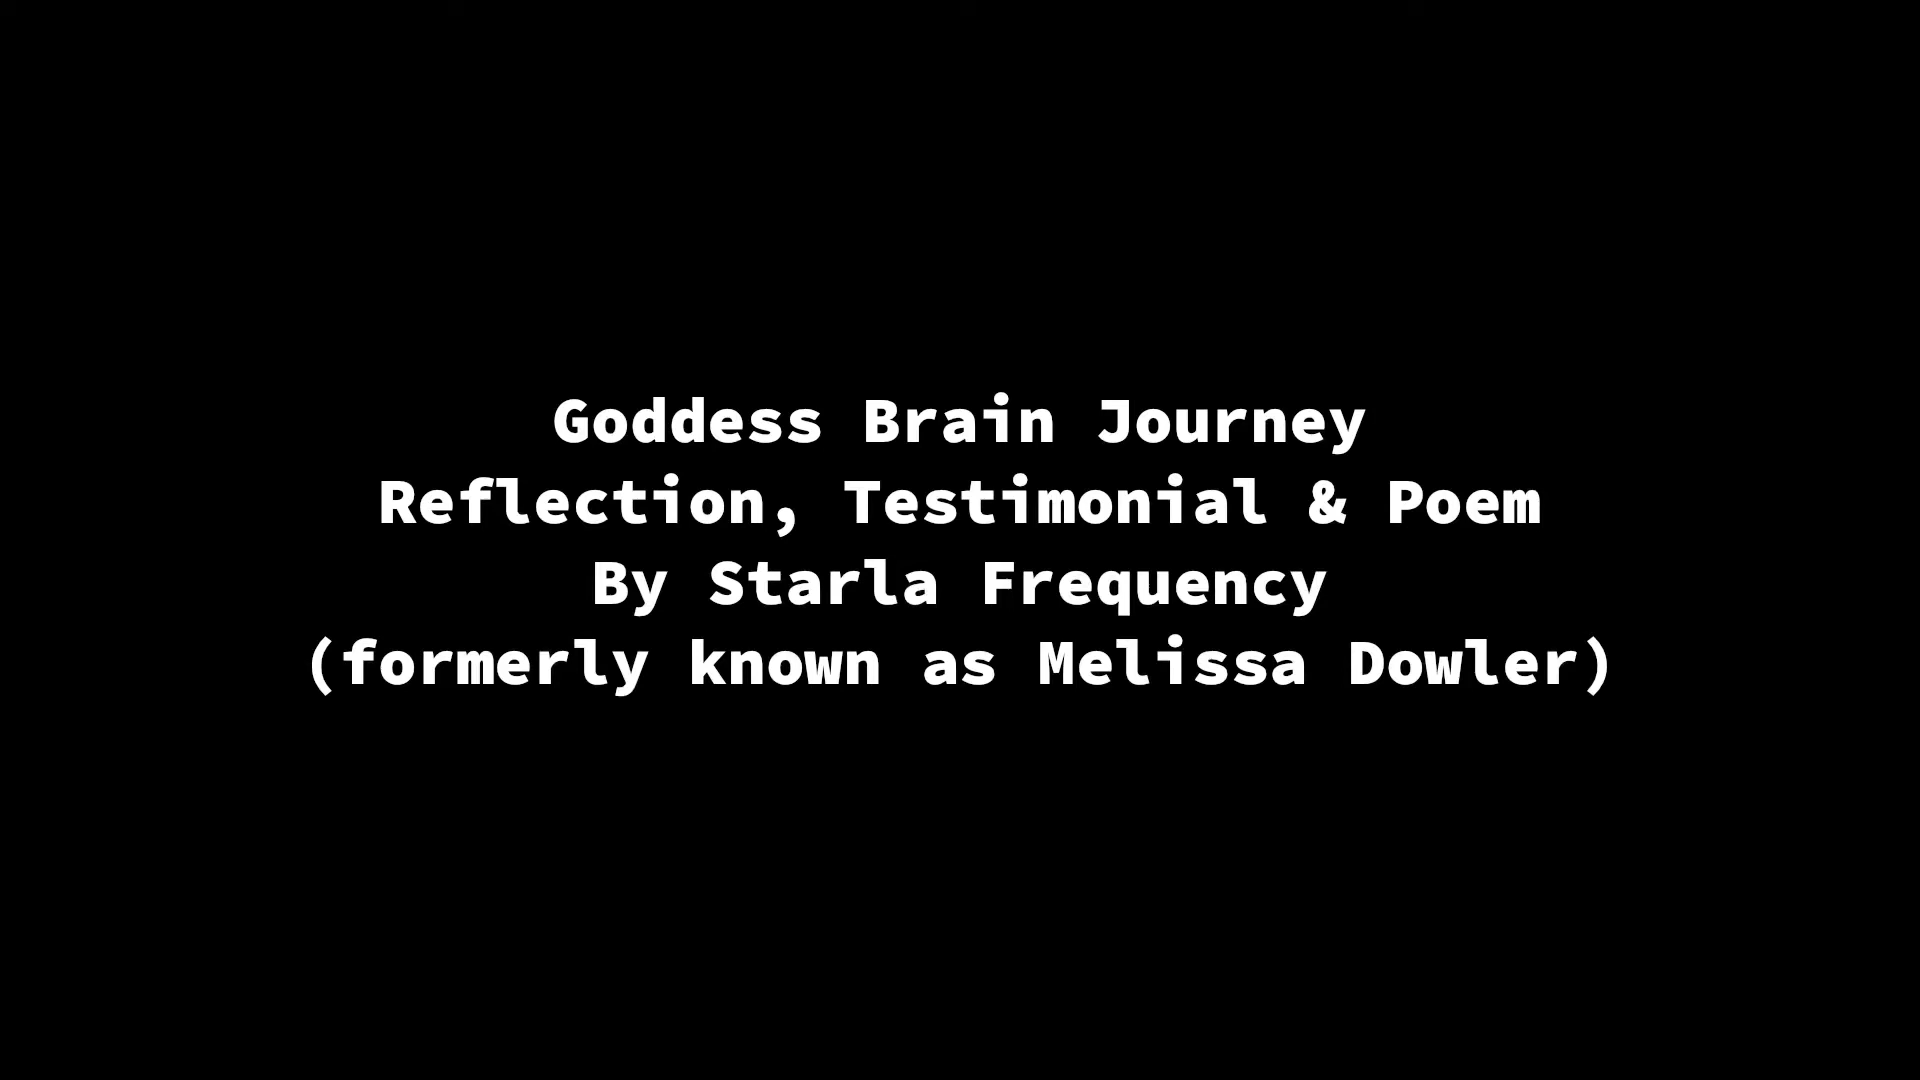 Goddess Brain Journey
Reflection, Testimonial & Poem
By Starla Frequency
(formerly known as Melissa Dowler)